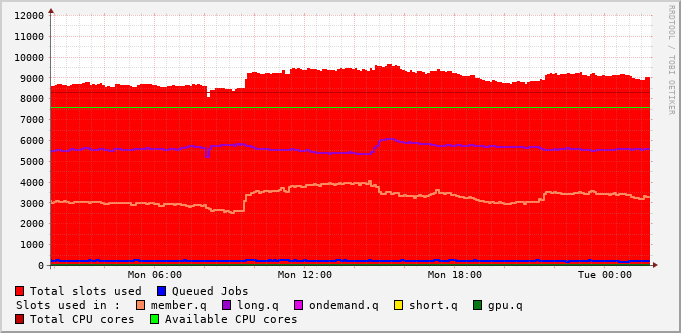 12000
11000
10000
9000
8000
7000
6000
5000
4000
3000
2000
1000
0
Mon 06:00 Mon 12:00 Mon 18:00 Tue 00:00
RRDTOOL / TOBI OETIKER
Total slots used Queued Jobs
Slots used in : member.q long.q ondemand.q short.q gpu.q
Total CPU cores Available CPU cores